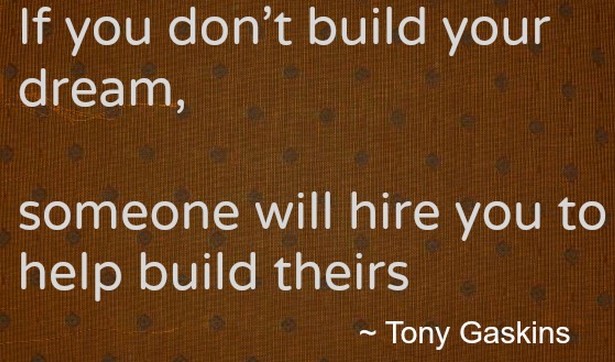 If you don’t build your
dream,
someone will hire you to
help build theirs
~ Tony Gaskins